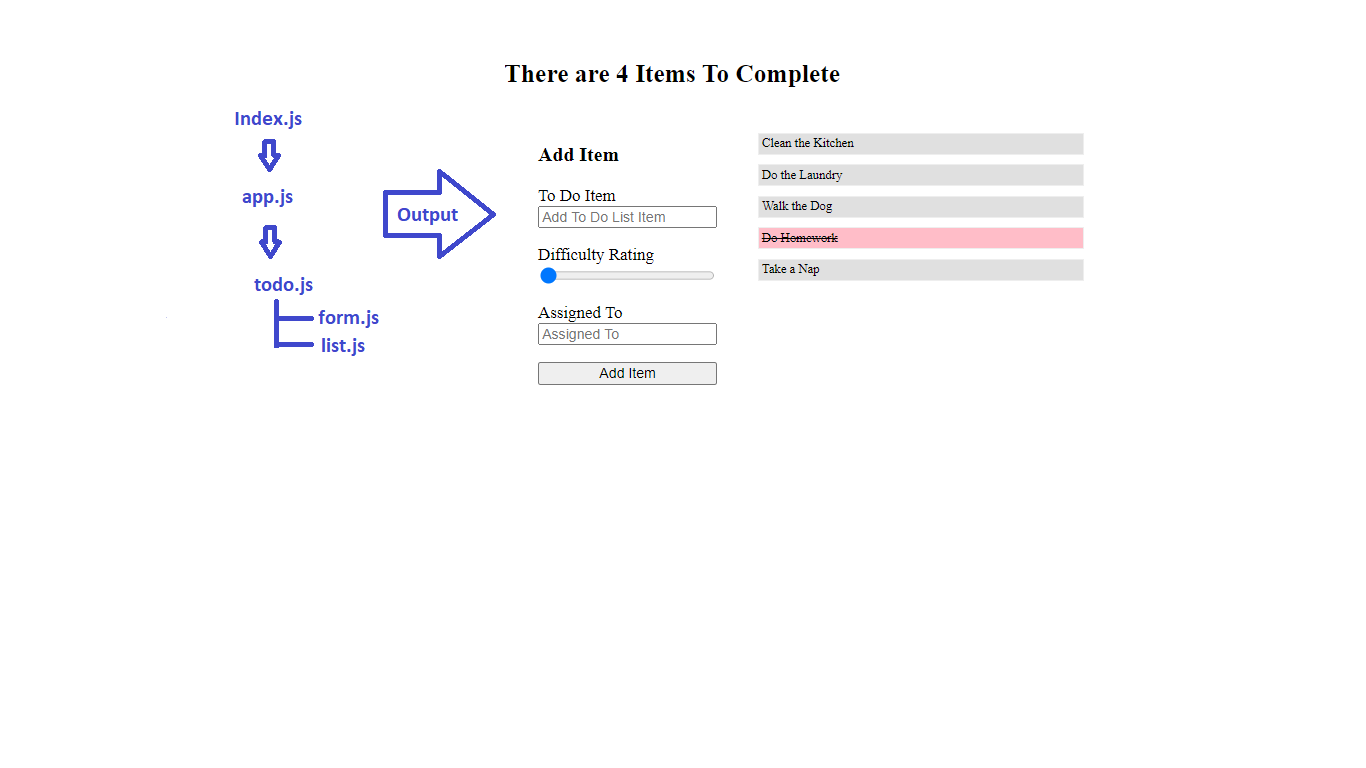 There are 4 Items To Complete
Index.js
app.js
todo.js
form.js
list.js
Output
Add Item
To Do Item
Add To Do List Item
Difficulty Rating
Assigned To
Assigned To
Add Item
Clean the Kitchen
Do the Laundry
Walk the Dog
Do Homework
Take a Nap